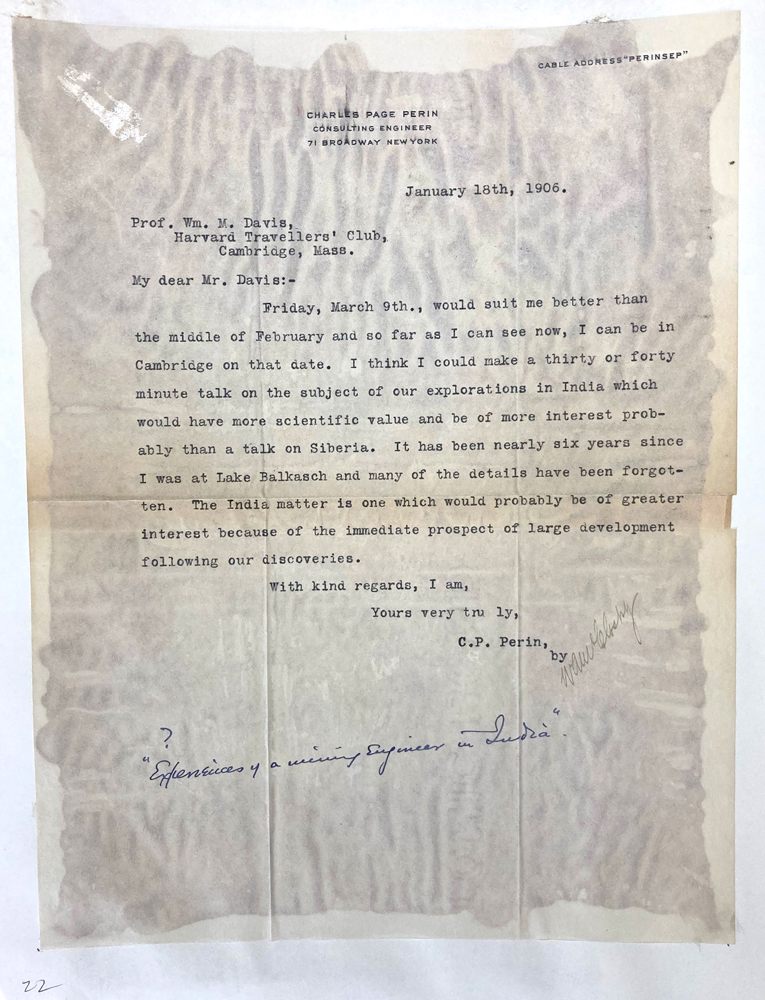 CABLE ADDRESS "PERINSEP"
CHARLES PAGE PERIN
CONSULTING ENGINEER
71 BROADWAY NEW YORK
January 18th, 1906.
Prof. Wm. M. Davis,
Harvard Travellers' Club,
Cambridge, Mass.
My dear Mr. Davis:-
Friday, March 9th., would suit me better than
the middle of February and so far as I can see now, I can be in
Cambridge on that date. I think I could make a thirty or forty
minute talk on the subject of our explorations in India which
would have more scientific value and be of more interest prob-
ably than a talk on Siberia. It has been nearly six years since
I was at Lake Balkasch and many of the details have been forgot-
ten. The India matter is one which would probably be of greater
interest because of the immediate prospect of large development
following our discoveries.
With kind regards, I am,
Yours very tru ly,
C.P. Perin,
by
?
"Experiences of a mining Engineer in India".
22